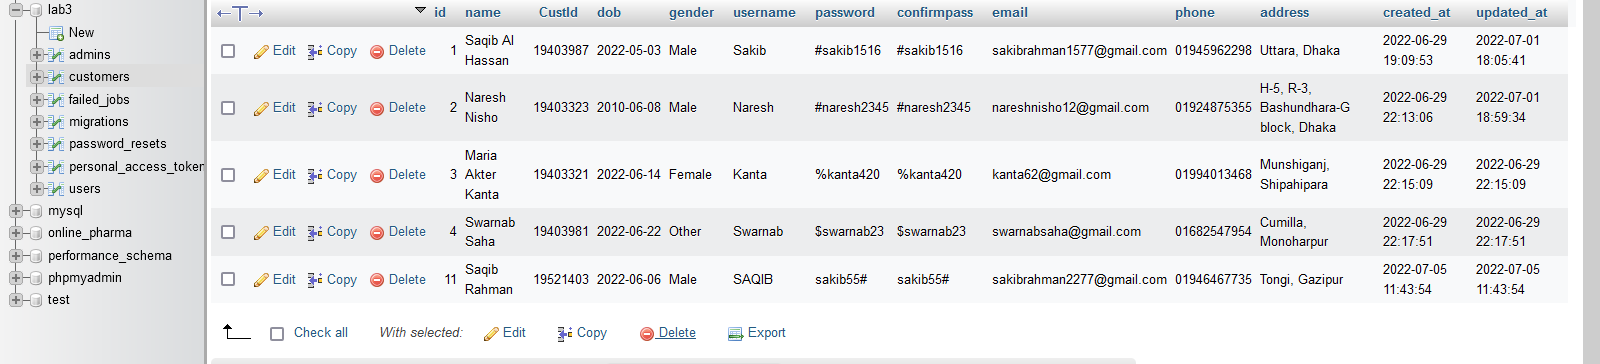 lab3
New
admins
customers
failed_jobs
migrations
password_resets
personal_access_token
users
mysql
online_pharma
performance_schema
phpmyadmin
test
id name CustId dob gender username password confirmpass email phone address created_at updated_at
Edit Copy Delete 1 Saqib Al Hassan 19403987 2022-05-03 Male Sakib #sakib1516 #sakib1516 sakibrahman1577@gmail.com 01945962298 Uttara, Dhaka 2022-06-29 19:09:53 2022-07-01 18:05:41
Edit Copy Delete 2 Naresh Nisho 19403323 2010-06-08 Male Naresh #naresh2345 #naresh2345 nareshnisho12@gmail.com 01924875355 H-5, R-3, Bashundhara-G block, Dhaka 2022-06-29 22:13:06 2022-07-01 18:59:34
Edit Copy Delete 3 Maria Akter Kanta 19403321 2022-06-14 Female Kanta %kanta420 %kanta420 kanta62@gmail.com 01994013468 Munshiganj, Shipahipara 2022-06-29 22:15:09 2022-06-29 22:15:09
Edit Copy Delete 4 Swarnab Saha 19403981 2022-06-22 Other Swarnab $swarnab23 $swarnab23 swarnabsaha@gmail.com 01682547954 Cumilla, Monoharpur 2022-06-29 22:17:51 2022-06-29 22:17:51
Edit Copy Delete 11 Saqib Rahman 19521403 2022-06-06 Male SAQIB sakib55# sakib55# sakibrahman2277@gmail.com 01946467735 Tongi, Gazipur 2022-07-05 11:43:54 2022-07-05 11:43:54
Check all With selected: Edit Copy Delete Export